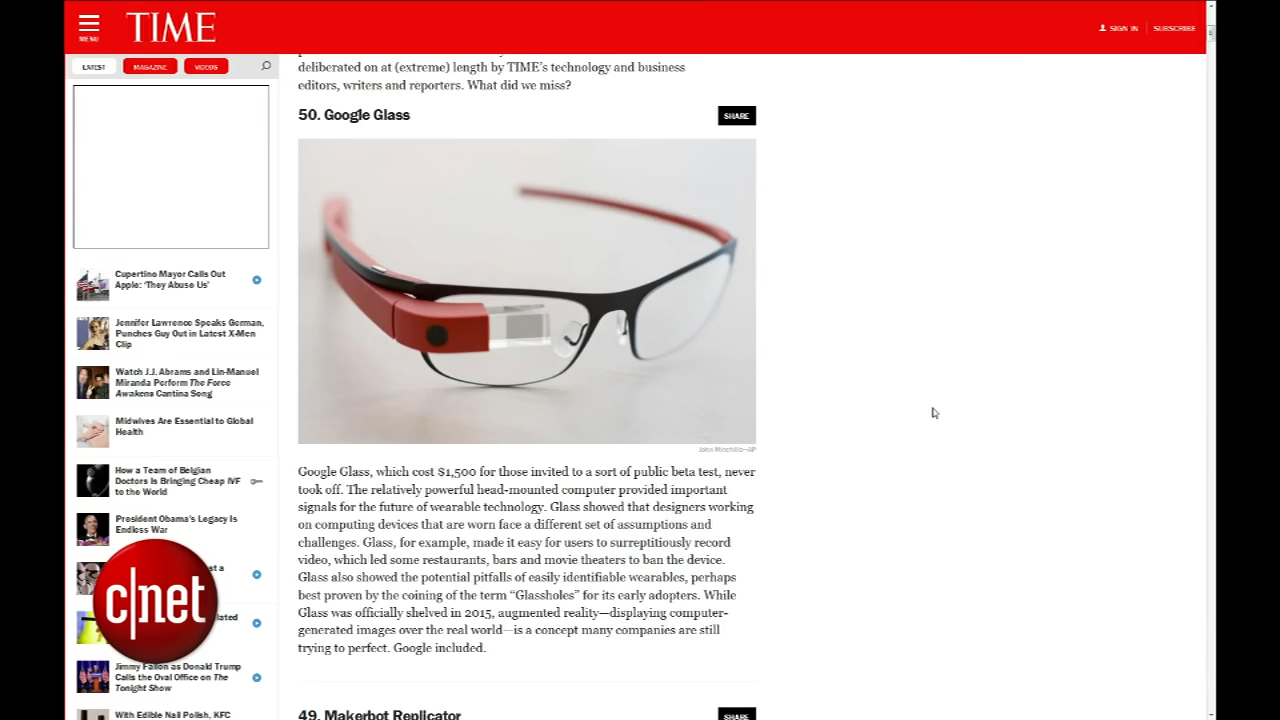 MENU
TIME
SIGN IN
SUBSCRIBE
LATEST
MAGAZINE
VIDEOS
deliberated on at (extreme) length by TIME's technology and business
editors, writers and reporters. What did we miss?
50. Google Glass
SHARE
John Minchillo—AP
Google Glass, which cost $1,500 for those invited to a sort of public beta test, never
took off. The relatively powerful head-mounted computer provided important
signals for the future of wearable technology. Glass showed that designers working
on computing devices that are worn face a different set of assumptions and
challenges. Glass, for example, made it easy for users to surreptitiously record
video, which led some restaurants, bars and movie theaters to ban the device.
Glass also showed the potential pitfalls of easily identifiable wearables, perhaps
best proven by the coining of the term “Glassholes” for its early adopters. While
Glass was officially shelved in 2015, augmented reality—displaying computer-
generated images over the real world—is a concept many companies are still
trying to perfect. Google included.
49. Makerbot Replicator
SHARE
Cupertino Mayor Calls Out
Apple: ‘They Abuse Us’
Jennifer Lawrence Speaks German,
Punches Guy Out in Latest X-Men
Clip
Watch J.J. Abrams and Lin-Manuel
Miranda Perform The Force
Awakens Cantina Song
Midwives Are Essential to Global
Health
How a Team of Belgian
Doctors Is Bringing Cheap IVF
to the World
President Obama's Legacy Is
Endless War
a
c|net
Jimmy Fallon as Donald Trump
Calls the Oval Office on The
Tonight Show
With Edible Nail Polish, KFC